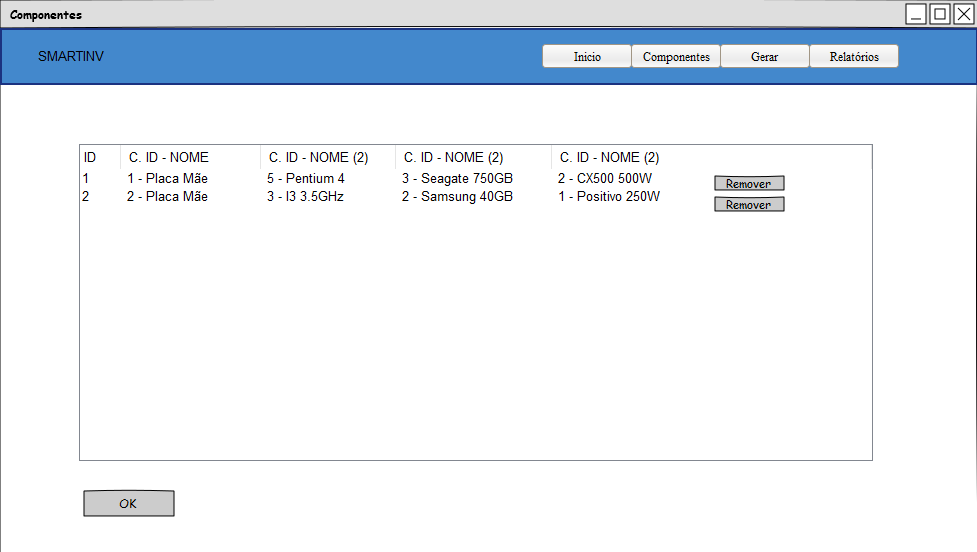 Componentes
SMARTINV Inicio Componentes Gerar Relatórios
ID C. ID - NOME C. ID - NOME (2) C. ID - NOME (2) C. ID - NOME (2)
1 1 - Placa Mãe 5 - Pentium 4 3 - Seagate 750GB 2 - CX500 500W Remover
2 2 - Placa Mãe 3 - I3 3.5GHz 2 - Samsung 40GB 1 - Positivo 250W Remover
OK